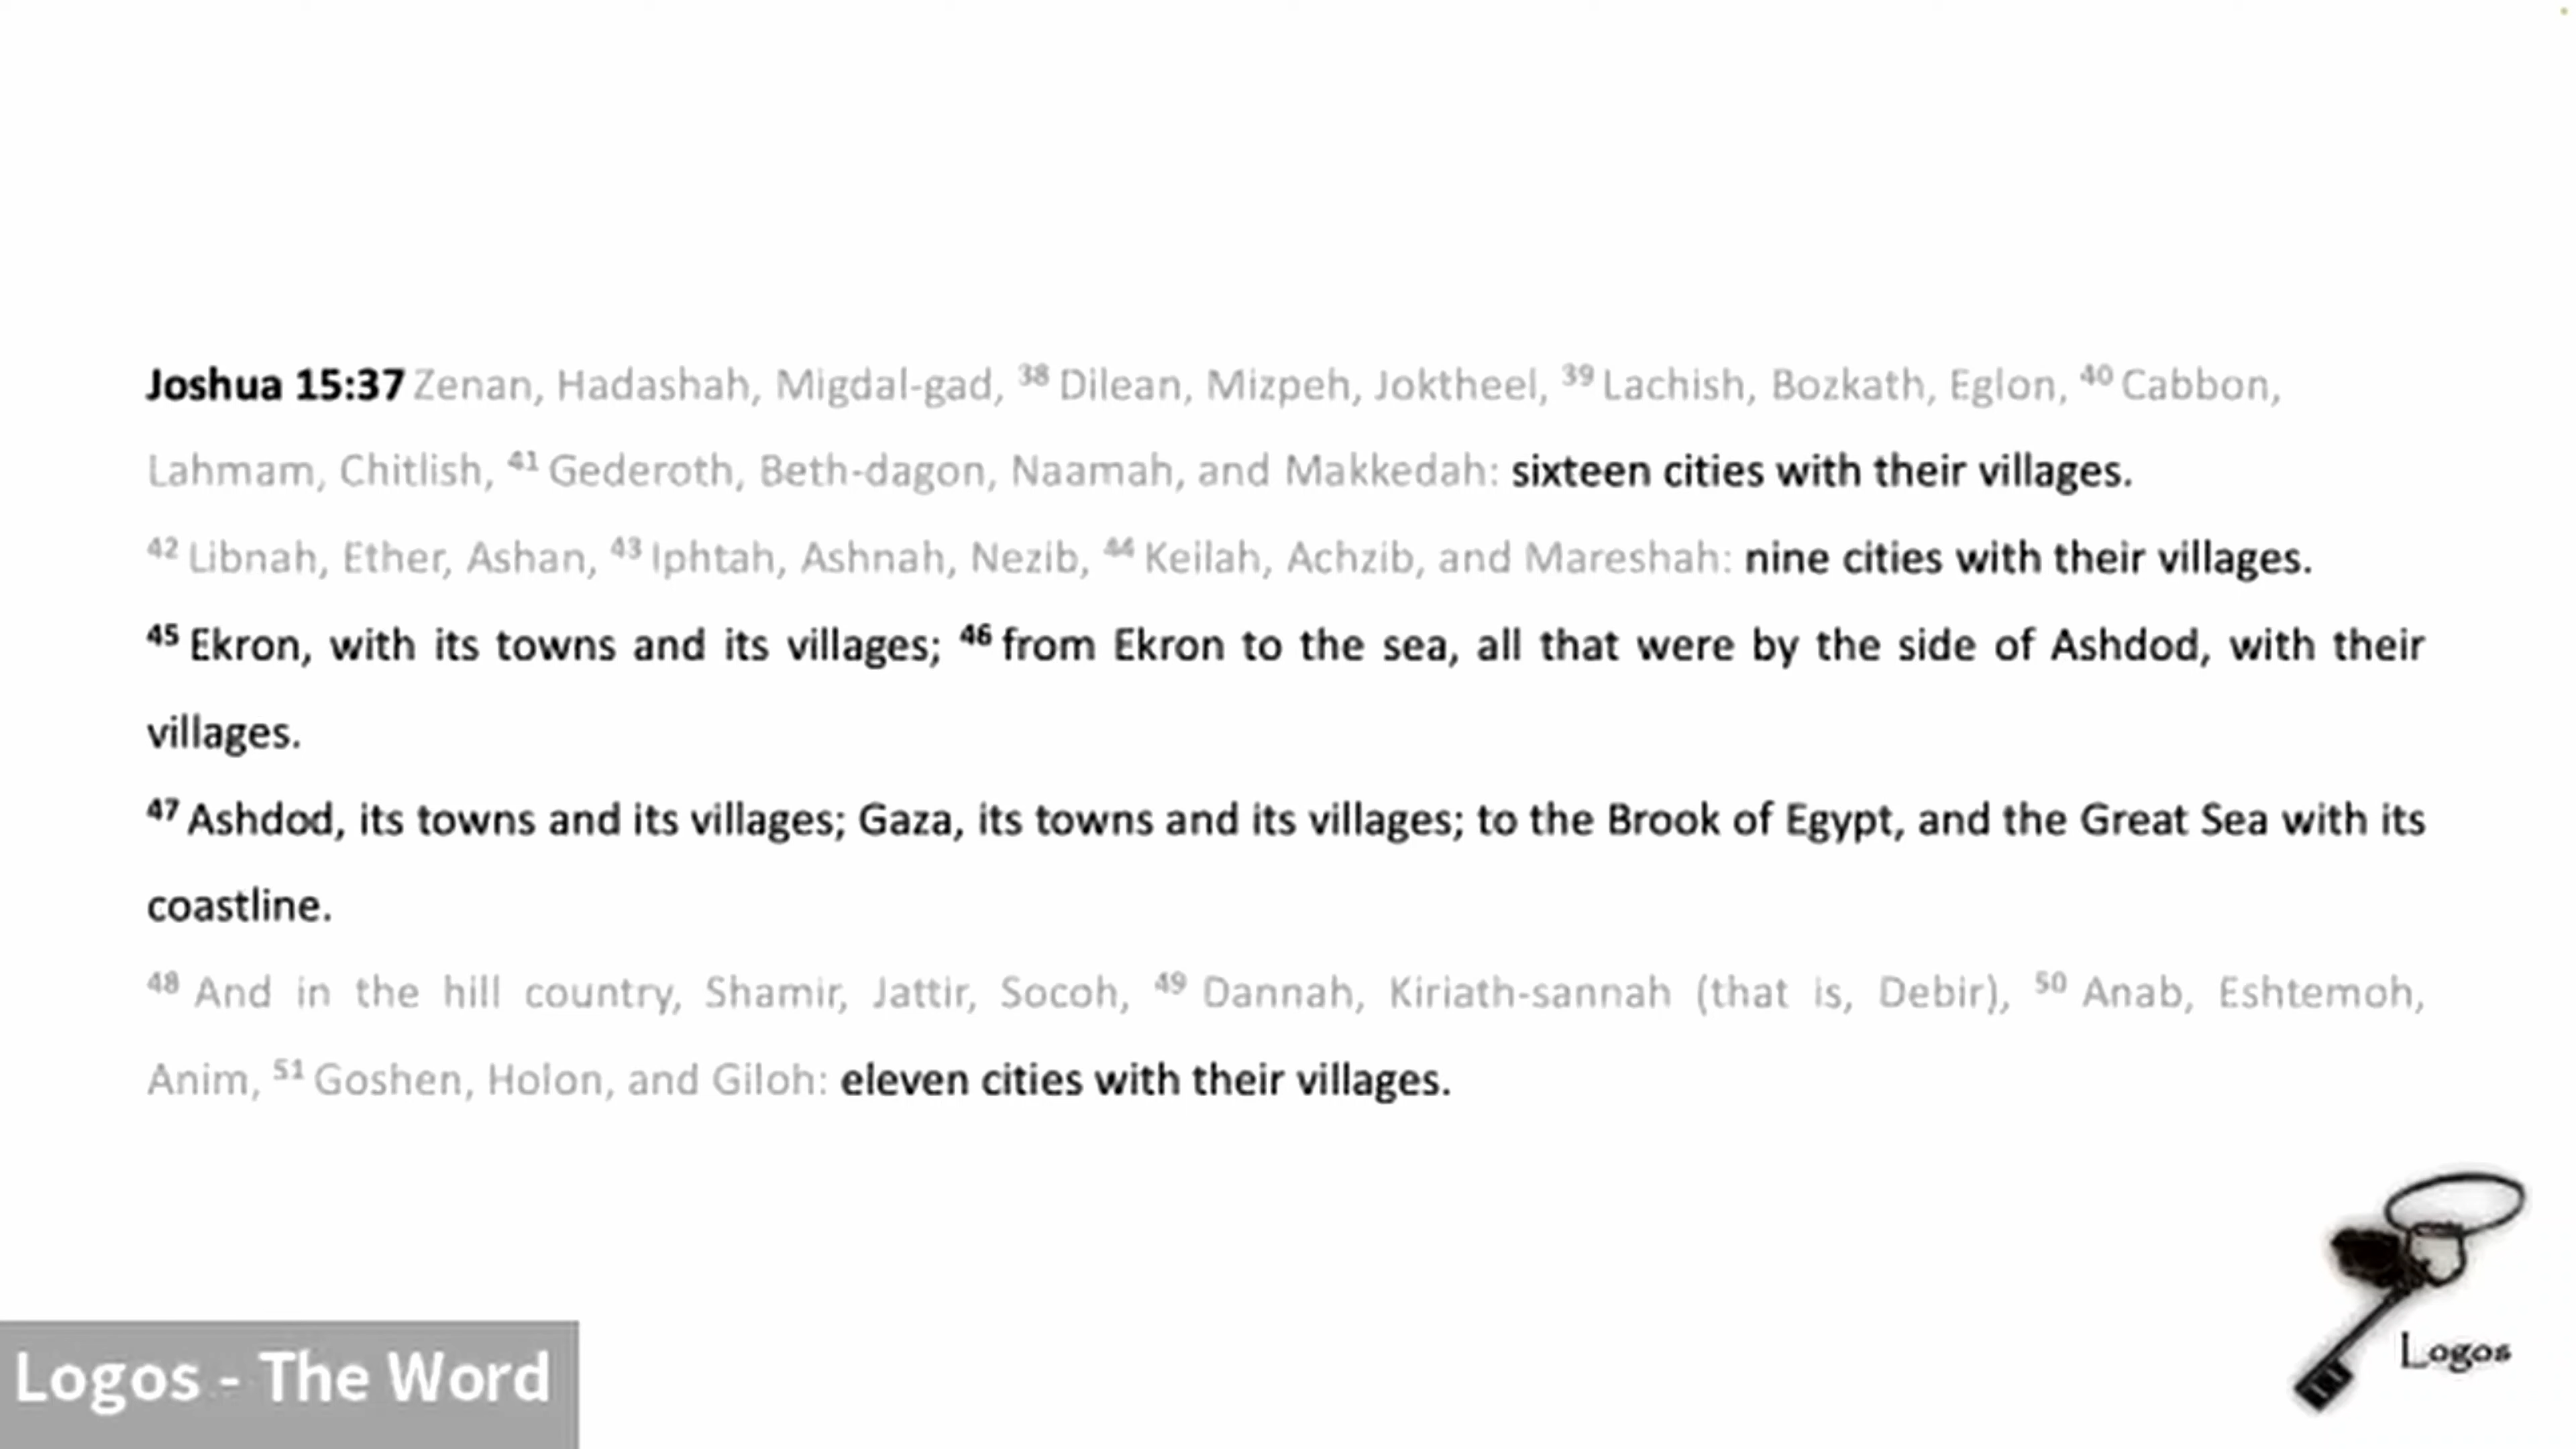 Joshua 15:37 Zenan, Hadashah, Migdal-gad, 38 Dilean, Mizpeh, Joktheel, 39 Lachish, Bozkath, Eglon, 40 Cabbon,
Lahmam, Chitlish, 41 Gederoth, Beth-dagon, Naamah, and Makkedah: sixteen cities with their villages.
42 Libnah, Ether, Ashan, 43 Iphtah, Ashnah, Nezib, 44 Keilah, Achzib, and Mareshah: nine cities with their villages.
45 Ekron, with its towns and its villages; 46 from Ekron to the sea, all that were by the side of Ashdod, with their
villages.
47 Ashdod, its towns and its villages; Gaza, its towns and its villages; to the Brook of Egypt, and the Great Sea with its
coastline.
48 And in the hill country, Shamir, Jattir, Socoh, 49 Dannah, Kiriath-sannah (that is, Debir), 50 Anab, Eshtemoh,
Anim, 51 Goshen, Holon, and Giloh: eleven cities with their villages.
Logos - The Word
Logos